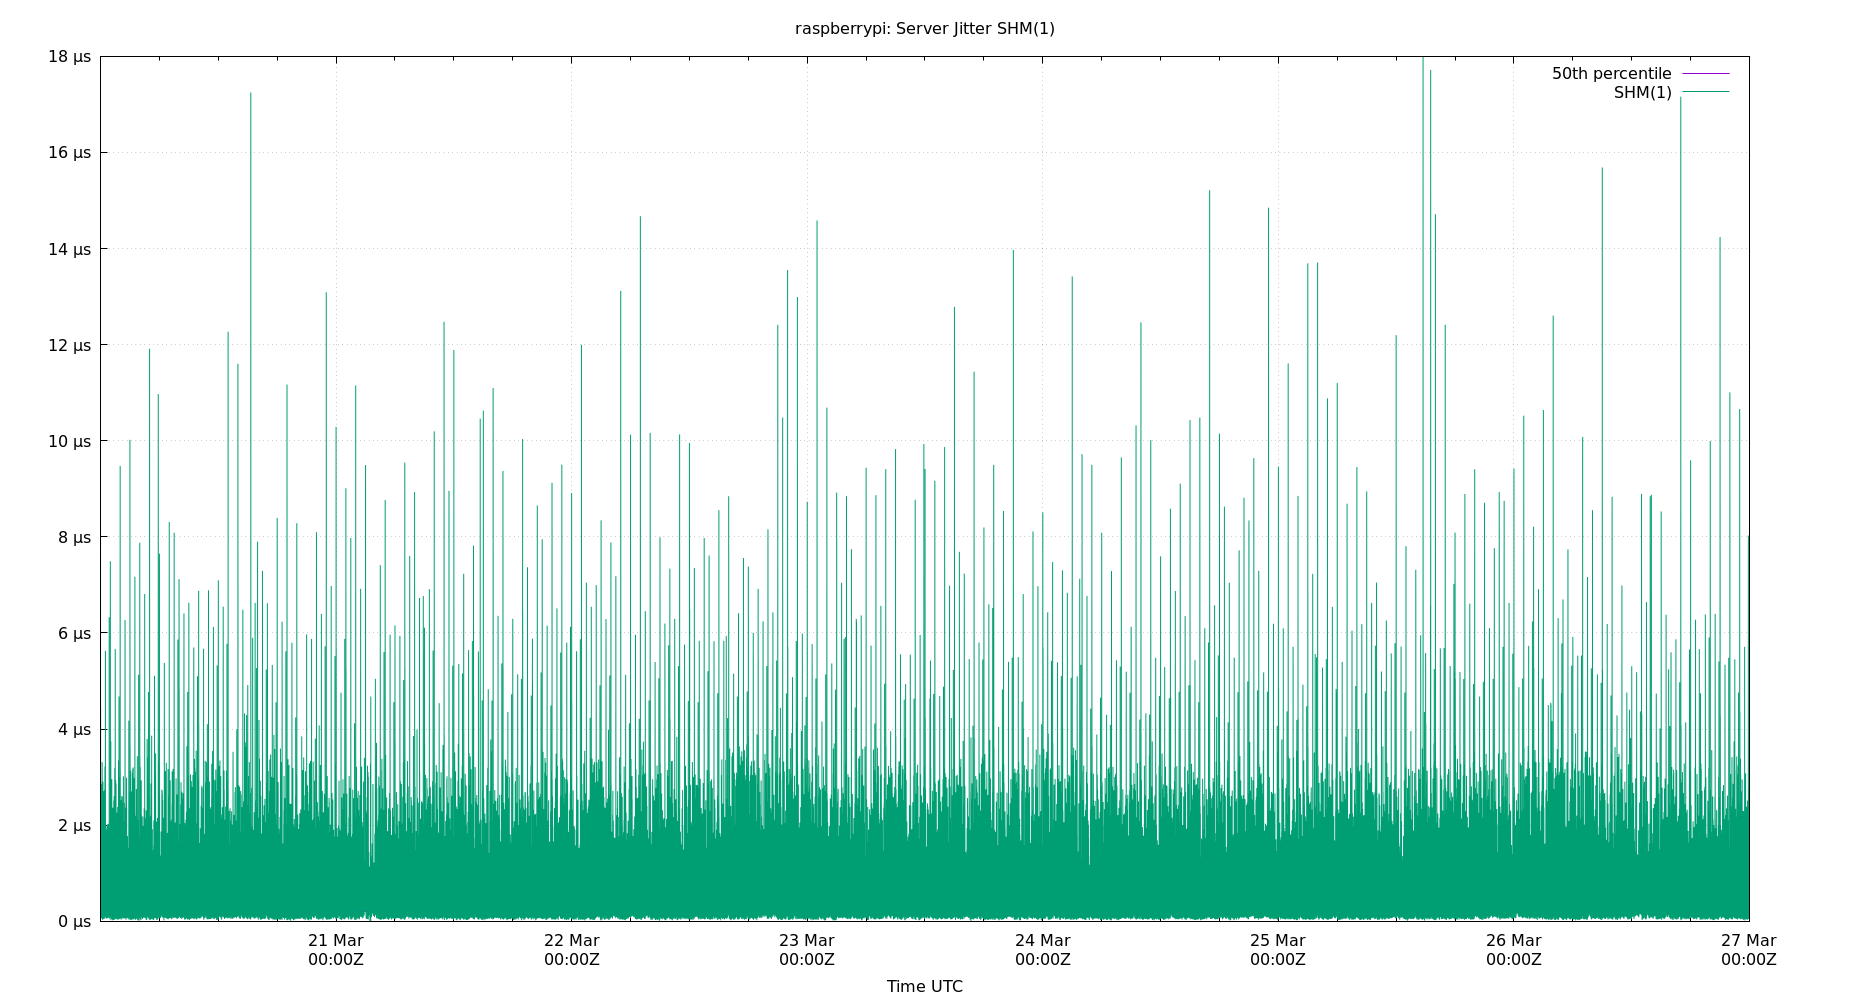 raspberrypi: Server Jitter SHM(1)
18 µs
50th percentile
SHM(1)
16 µs
14 µs
12 µs
10 µs
8 µs
6 µs
4 µs
2 µs
0 µs
21 Mar 22 Mar 23 Mar 24 Mar 25 Mar 26 Mar 27 Mar
00:00Z 00:00Z 00:00Z 00:00Z 00:00Z 00:00Z 00:00Z
Time UTC